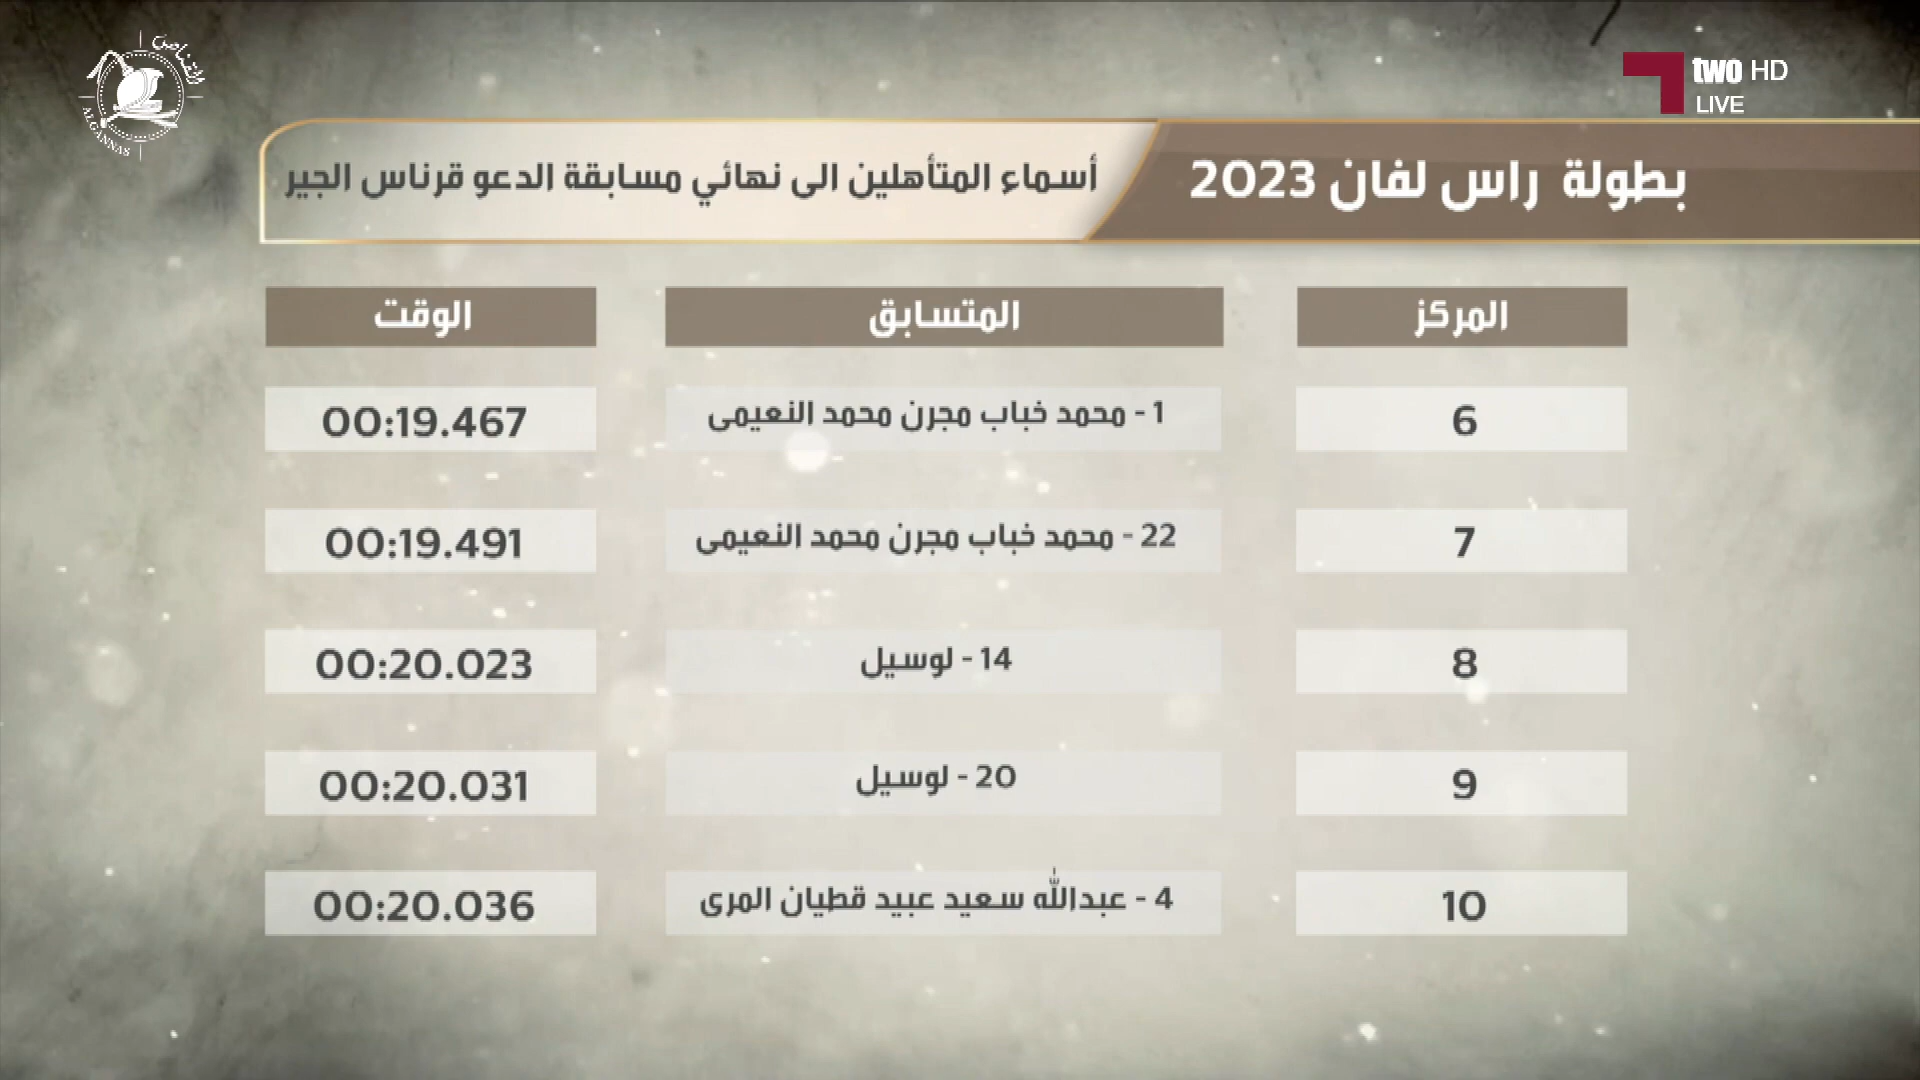 القناص
ALGANNAS
two HD
LIVE
بطولة راس لفان 2023
أسماء المتأهلين الى نهائي مسابقة الدعو قرناس الجير
المركز المتسابق الوقت
6 1 - محمد خباب مجرن محمد النعيمى 00:19.467
7 22 - محمد خباب مجرن محمد النعيمى 00:19.491
8 14 - لوسيل 00:20.023
9 20 - لوسيل 00:20.031
10 4 - عبدالله سعيد عبيد قطيان المرى 00:20.036